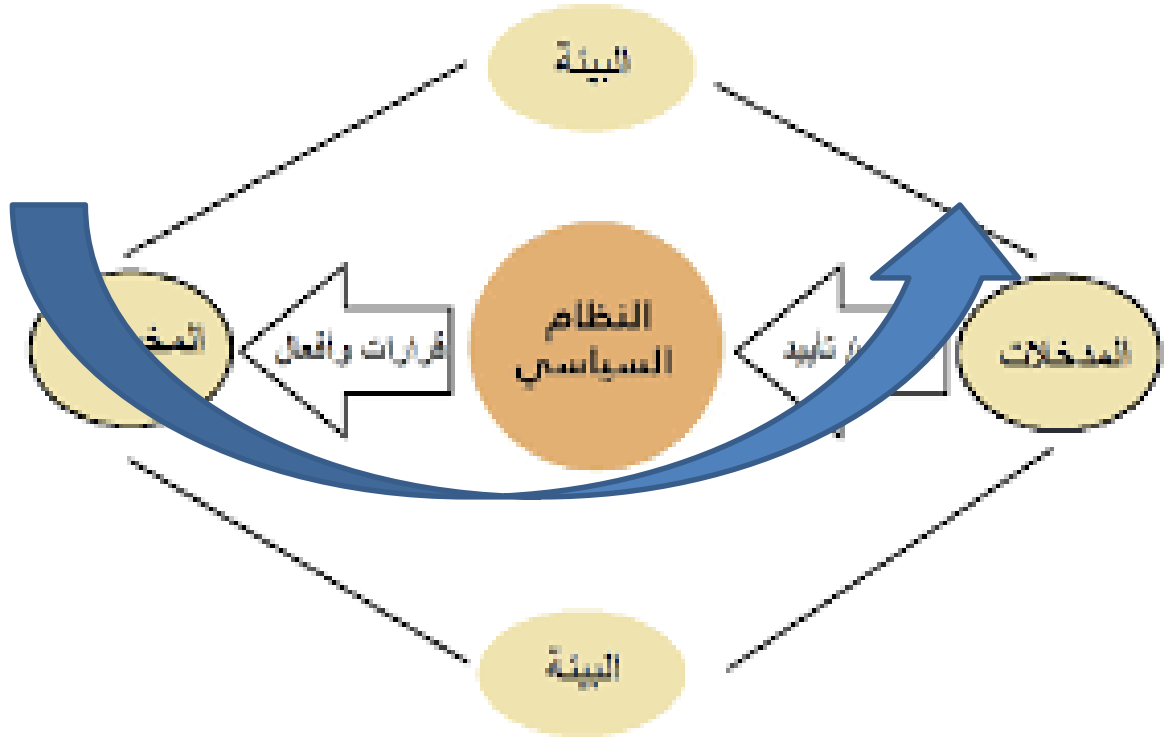 البيئة
المدخلات
تأييد
النظام
السياسي
قرارات وافعال
البيئة